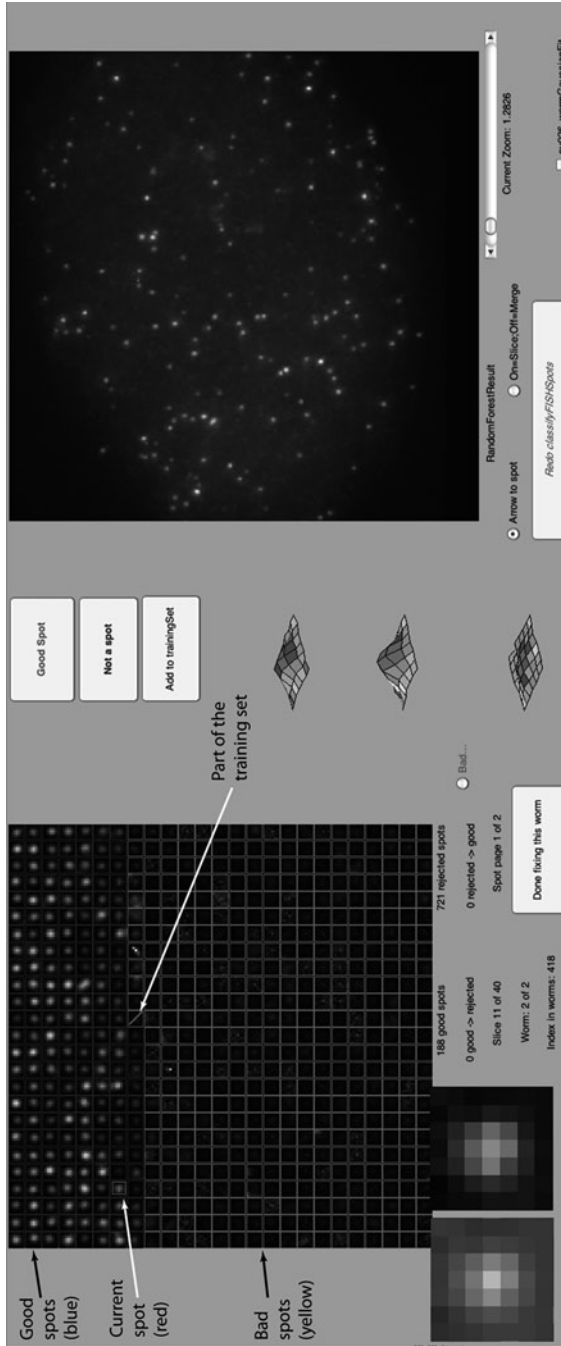 Good
spots
(blue)
Current
spot
(red)
Bad
spots
(yellow)
Part of the
training set
188 good spots
721 rejected spots
0 good -> rejected
0 rejected -> good
Bad...
Slice 11 of 40
Spot page 1 of 2
Worm: 2 of 2
Index in worms: 418
Done fixing this worm
Good Spot
Not a spot
Add to trainingSet
RandomForestResult
Arrow to spot
On=Slice;Off=Merge
Current Zoom: 1.2826
Redo classifyFISHSpots